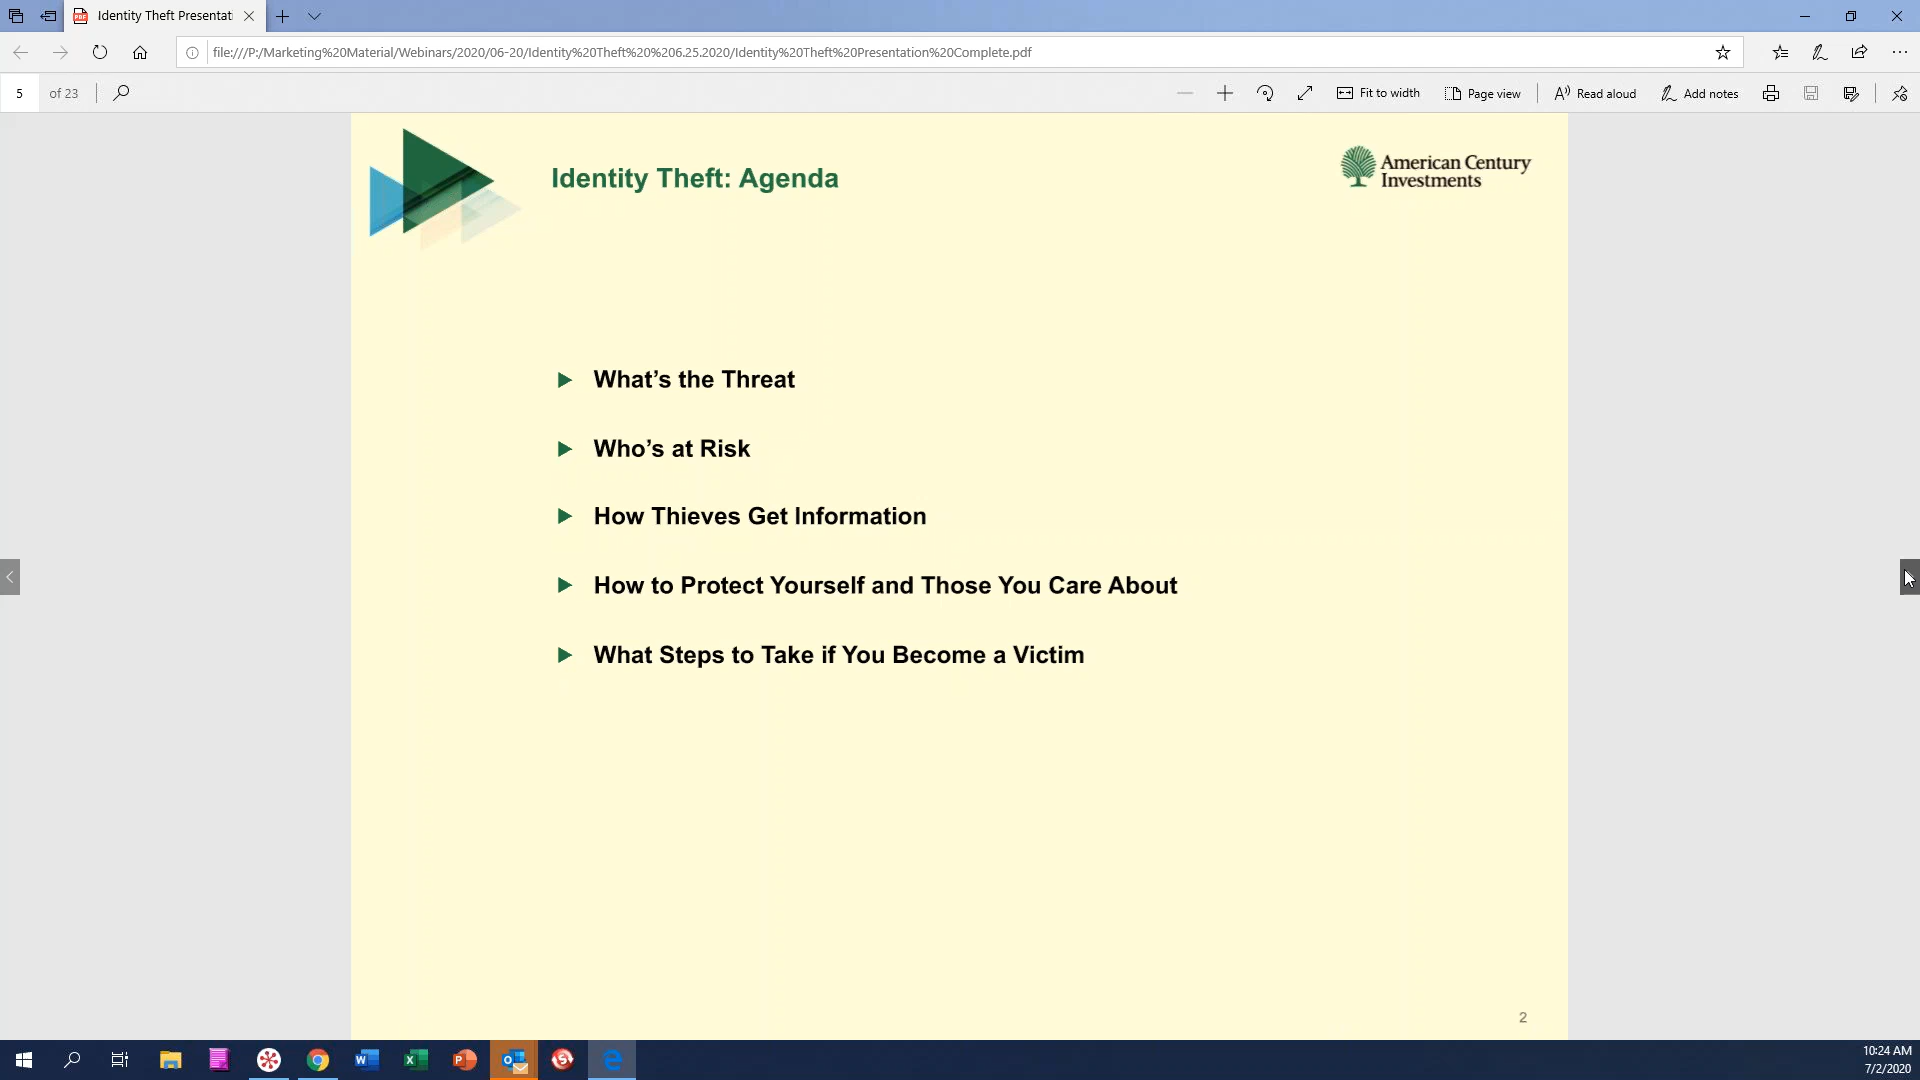 Identity Theft Presentati
file:///P:/Marketing%20Material/Webinars/2020/06-20/Identity%20Theft%20%206.25.2020/Identity%20Theft%20Presentation%20Complete.pdf
5 of 23 Fit to width Page view Read aloud Add notes
Identity Theft: Agenda
American Century
Investments
What’s the Threat
Who’s at Risk
How Thieves Get Information
How to Protect Yourself and Those You Care About
What Steps to Take if You Become a Victim
2
10:24 AM
7/2/2020